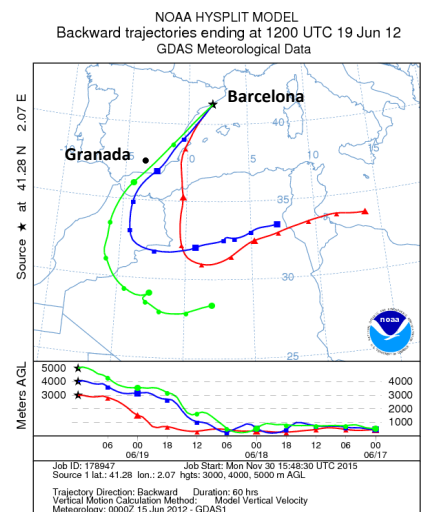 NOAA HYSPLIT MODEL
Backward trajectories ending at 1200 UTC 19 Jun 12
GDAS Meteorological Data
Source ★ at 41.28 N 2.07 E
Barcelona
Granada
-10
0
5
10
15
40
35
30
25
noaa
Meters AGL
5000
4000
3000
4000
3000
2000
1000
06 00 18 12 06 00 18 12 06 00
06/19 06/18 06/17
Job ID: 178947 Job Start: Mon Nov 30 15:48:30 UTC 2015
Source 1 lat.: 41.28 lon.: 2.07 hgts: 3000, 4000, 5000 m AGL
Trajectory Direction: Backward Duration: 60 hrs
Vertical Motion Calculation Method: Model Vertical Velocity
Meteorology: 0000Z 15 Jun 2012 - GDAS1